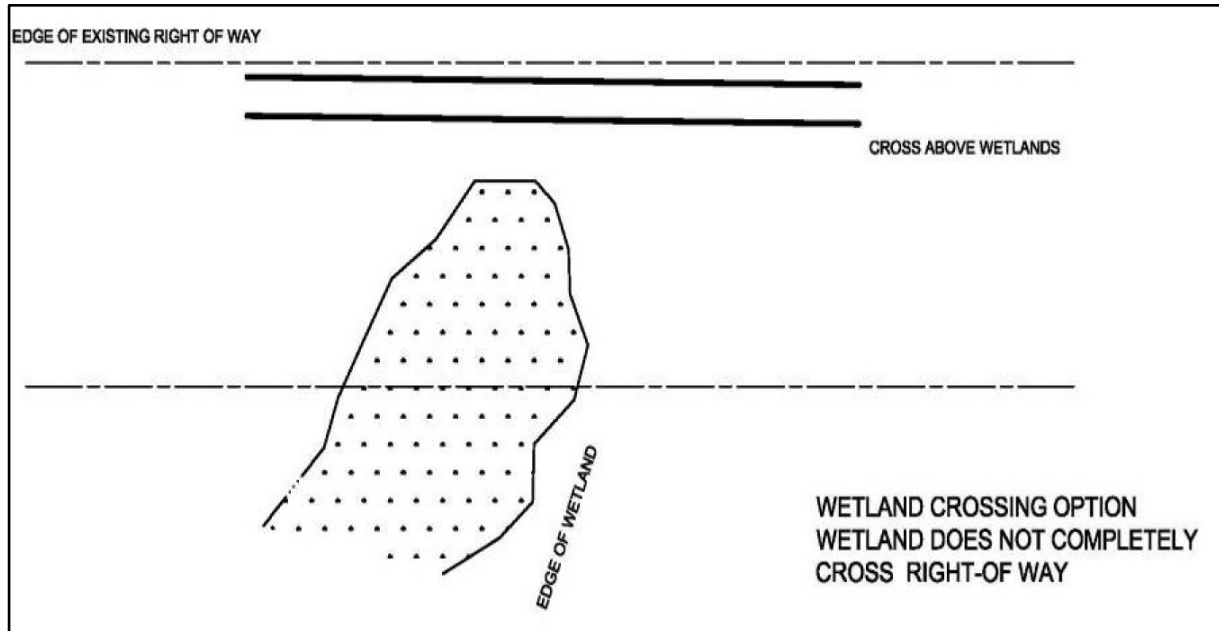 EDGE OF EXISTING RIGHT OF WAY
CROSS ABOVE WETLANDS
EDGE OF WETLAND
WETLAND CROSSING OPTION
WETLAND DOES NOT COMPLETELY
CROSS RIGHT-OF WAY